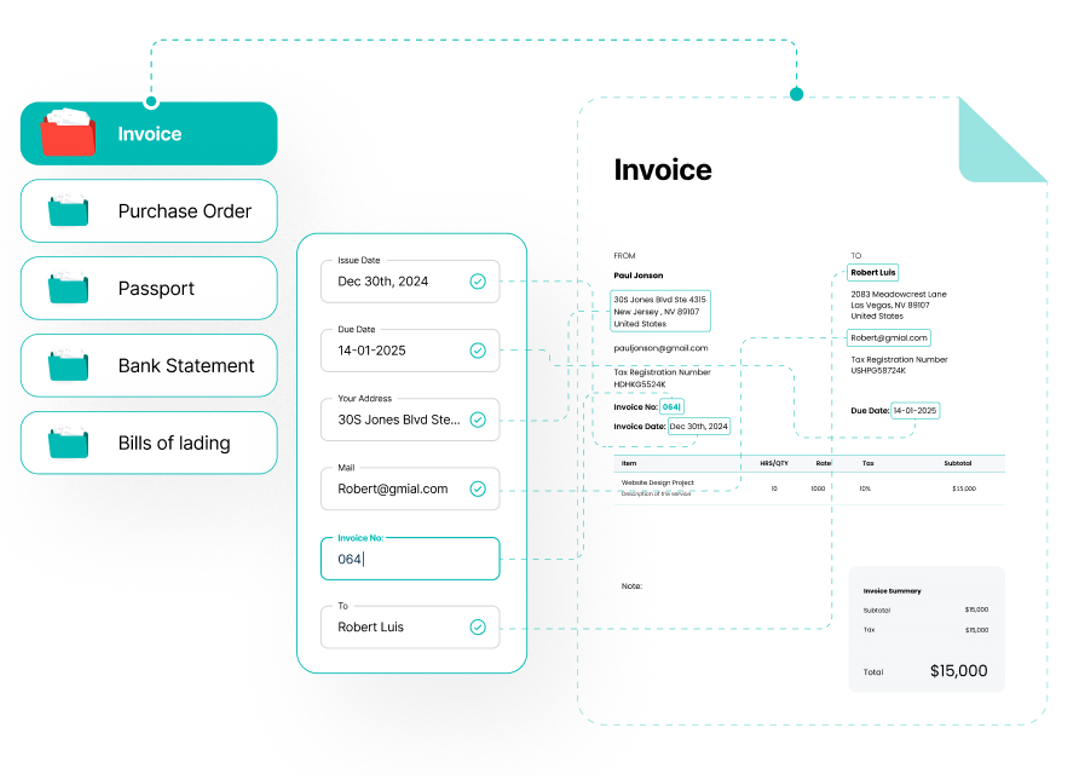 Invoice
Purchase Order
Passport
Bank Statement
Bills of lading
Issue Date
Dec 30th, 2024
Due Date
14-01-2025
Your Address
30S Jones Blvd Ste...
Mail
Robert@gmial.com
Invoice No:
064
To
Robert Luis
Invoice
FROM
Paul Jonson
30S Jones Blvd Ste 4315
New Jersey , NV 89107
United States
pauljonson@gmail.com
Tax Registration Number
HDHKG5524K
Invoice No: 064
Invoice Date: Dec 30th, 2024
TO
Robert Luis
2083 Meadowcrest Lane
Las Vegas, NV 89107
United States
Robert@gmial.com
Tax Registration Number
USHPG58724K
Due Date: 14-01-2025
Item HRS/QTY Rate Tax Subtotal
Website Design Project 10 1000 10% $15,000
Description of the service
Note:
Invoice Summary
Subtotal $15,000
Tax $15,000
Total $15,000